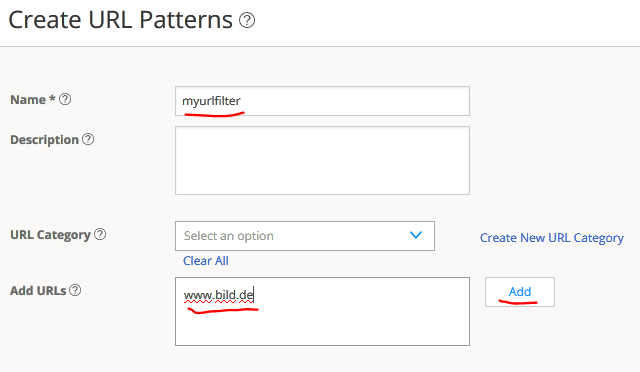 Create URL Patterns ?
Name * ? myurlfilter
Description ?
URL Category ? Select an option Create New URL Category
Clear All
Add URLs ? www.bild.de Add